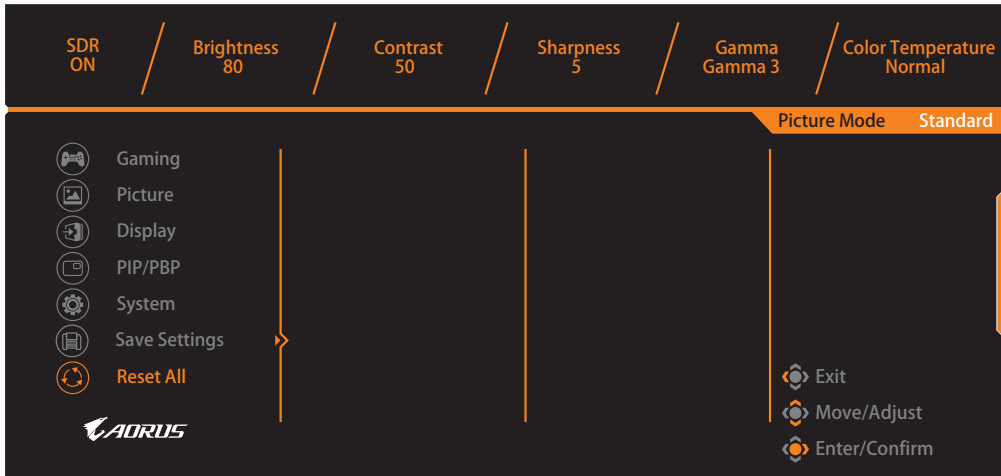 SDR
ON
Brightness
80
Contrast
50
Sharpness
5
Gamma
Gamma 3
Color Temperature
Normal
Picture Mode Standard
Gaming
Picture
Display
PIP/PBP
System
Save Settings
Reset All
AORUS
Exit
Move/Adjust
Enter/Confirm